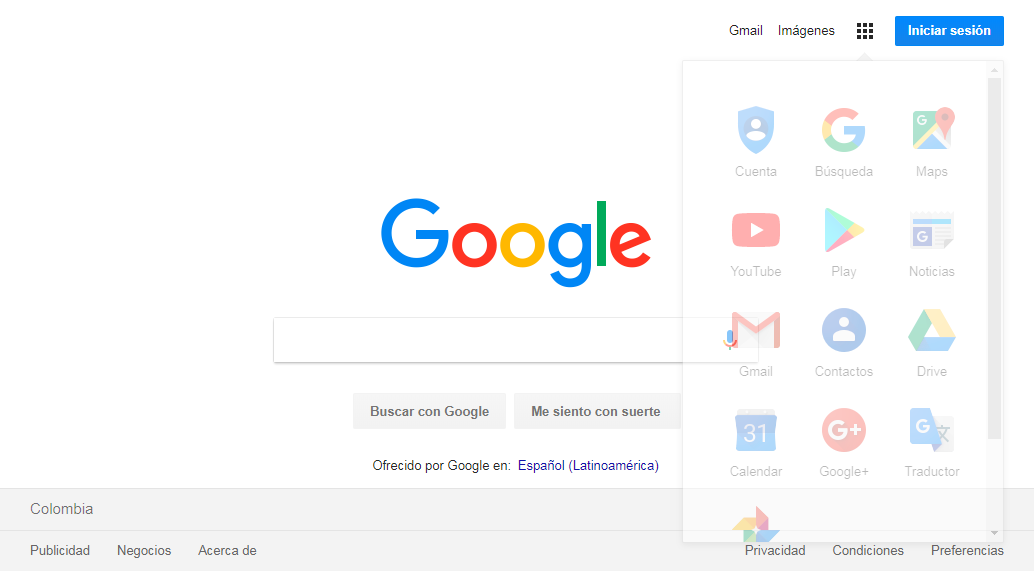 Gmail Imágenes Iniciar sesión
Cuenta Búsqueda Maps
Google
YouTube Play Noticias
Gmail Contactos Drive
Buscar con Google Me siento con suerte
31
Calendar Google+ Traductor
Ofrecido por Google en: Español (Latinoamérica)
Colombia
Publicidad Negocios Acerca de Privacidad Condiciones Preferencias